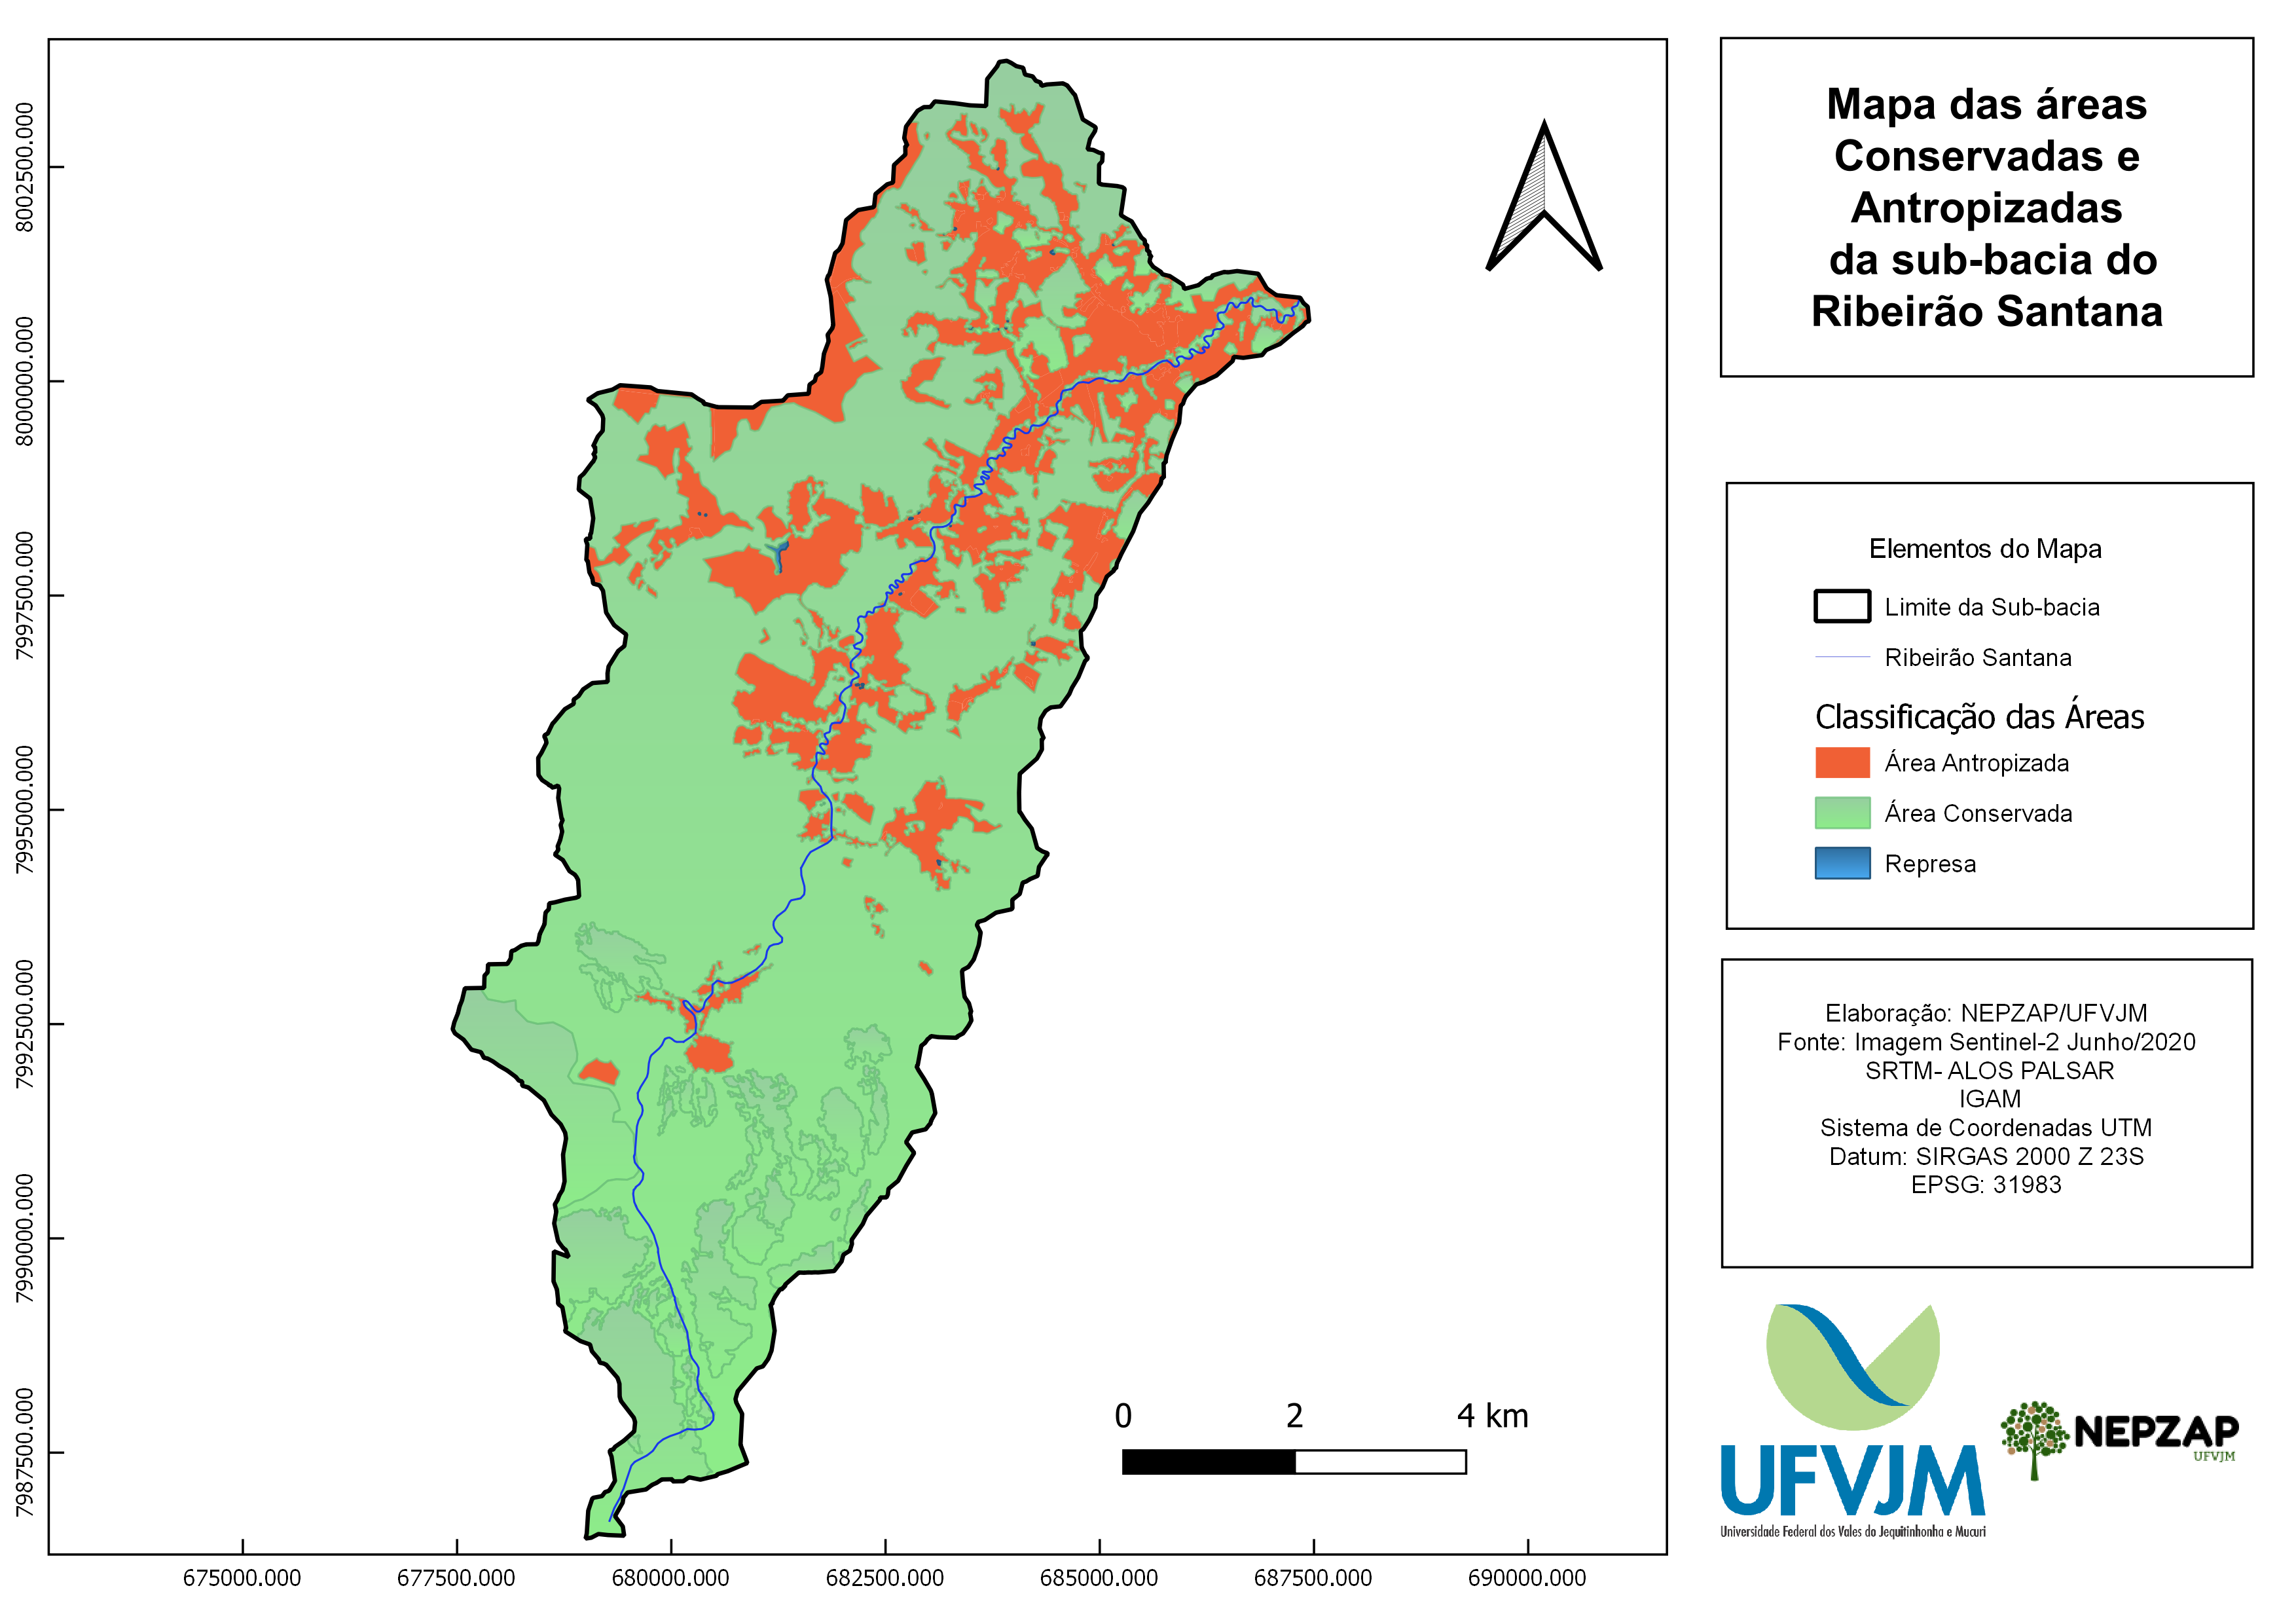 Mapa das áreas
Conservadas e
Antropizadas
da sub-bacia do
Ribeirão Santana
8002500.000
8000000.000
7997500.000
7995000.000
7992500.000
7990000.000
7987500.000
675000.000
677500.000
680000.000
682500.000
685000.000
687500.000
690000.000
0 2 4 km
Elementos do Mapa
Limite da Sub-bacia
Ribeirão Santana
Classificação das Áreas
Área Antropizada
Área Conservada
Represa
Elaboração: NEPZAP/UFVJM
Fonte: Imagem Sentinel-2 Junho/2020
SRTM- ALOS PALSAR
IGAM
Sistema de Coordenadas UTM
Datum: SIRGAS 2000 Z 23S
EPSG: 31983
UFVJM
Universidade Federal dos Vales do Jequitinhonha e Mucuri
NEPZAP
UFVJM